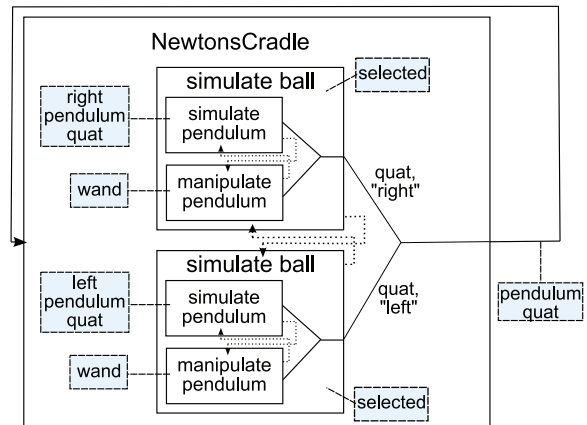 NewtonsCradle
simulate ball
selected
right
pendulum
quat
simulate
pendulum
wand
manipulate
pendulum
quat,
"right"
simulate ball
left
pendulum
quat
simulate
pendulum
quat,
"left"
pendulum
quat
wand
manipulate
pendulum
selected